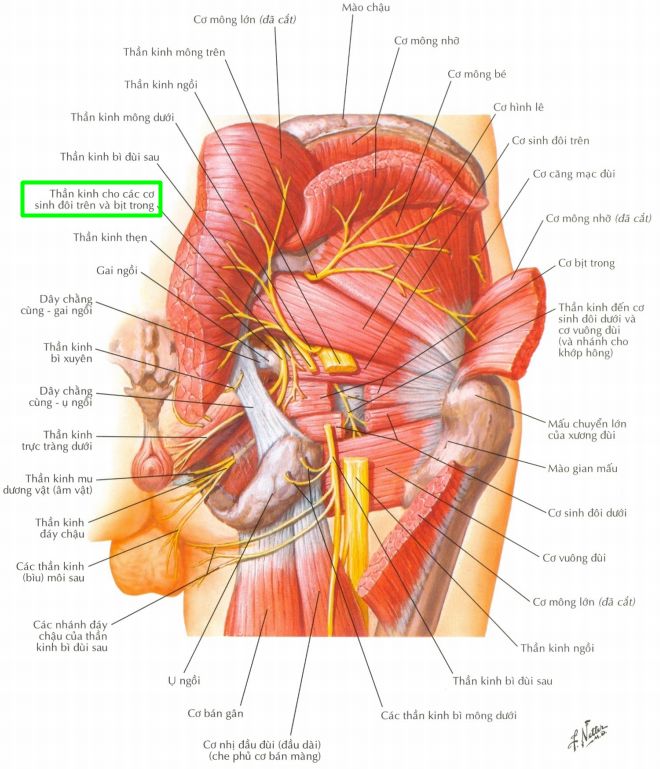 Mào chậu
Cơ mông lớn (đã cắt)
Cơ mông nhỡ
Thần kinh mông trên
Cơ mông bé
Thần kinh ngồi
Cơ hình lê
Thần kinh mông dưới
Cơ sinh đôi trên
Thần kinh bì đùi sau
Cơ căng mạc đùi
Thần kinh cho các cơ
sinh đôi trên và bịt trong
Cơ mông nhỡ (đã cắt)
Thần kinh thẹn
Cơ bịt trong
Gai ngồi
Dây chằng
cùng - gai ngồi
Thần kinh đến cơ
sinh đôi dưới và
cơ vuông đùi
(và nhánh cho
khớp hông)
Thần kinh
bì xuyên
Dây chằng
cùng - ụ ngồi
Mấu chuyển lớn
của xương đùi
Thần kinh
trực tràng dưới
Mào gian mấu
Thần kinh mu
dương vật (âm vật)
Cơ sinh đôi dưới
Thần kinh
đáy chậu
Cơ vuông đùi
Các thần kinh
(bìu) môi sau
Cơ mông lớn (đã cắt)
Các nhánh đáy
chậu của thần
kinh bì đùi sau
Thần kinh ngồi
Ụ ngồi
Thần kinh bì đùi sau
Cơ bán gân
Các thần kinh bì mông dưới
Cơ nhị đầu đùi (đầu dài)
(che phủ cơ bán màng)
F. Netter
M.D.